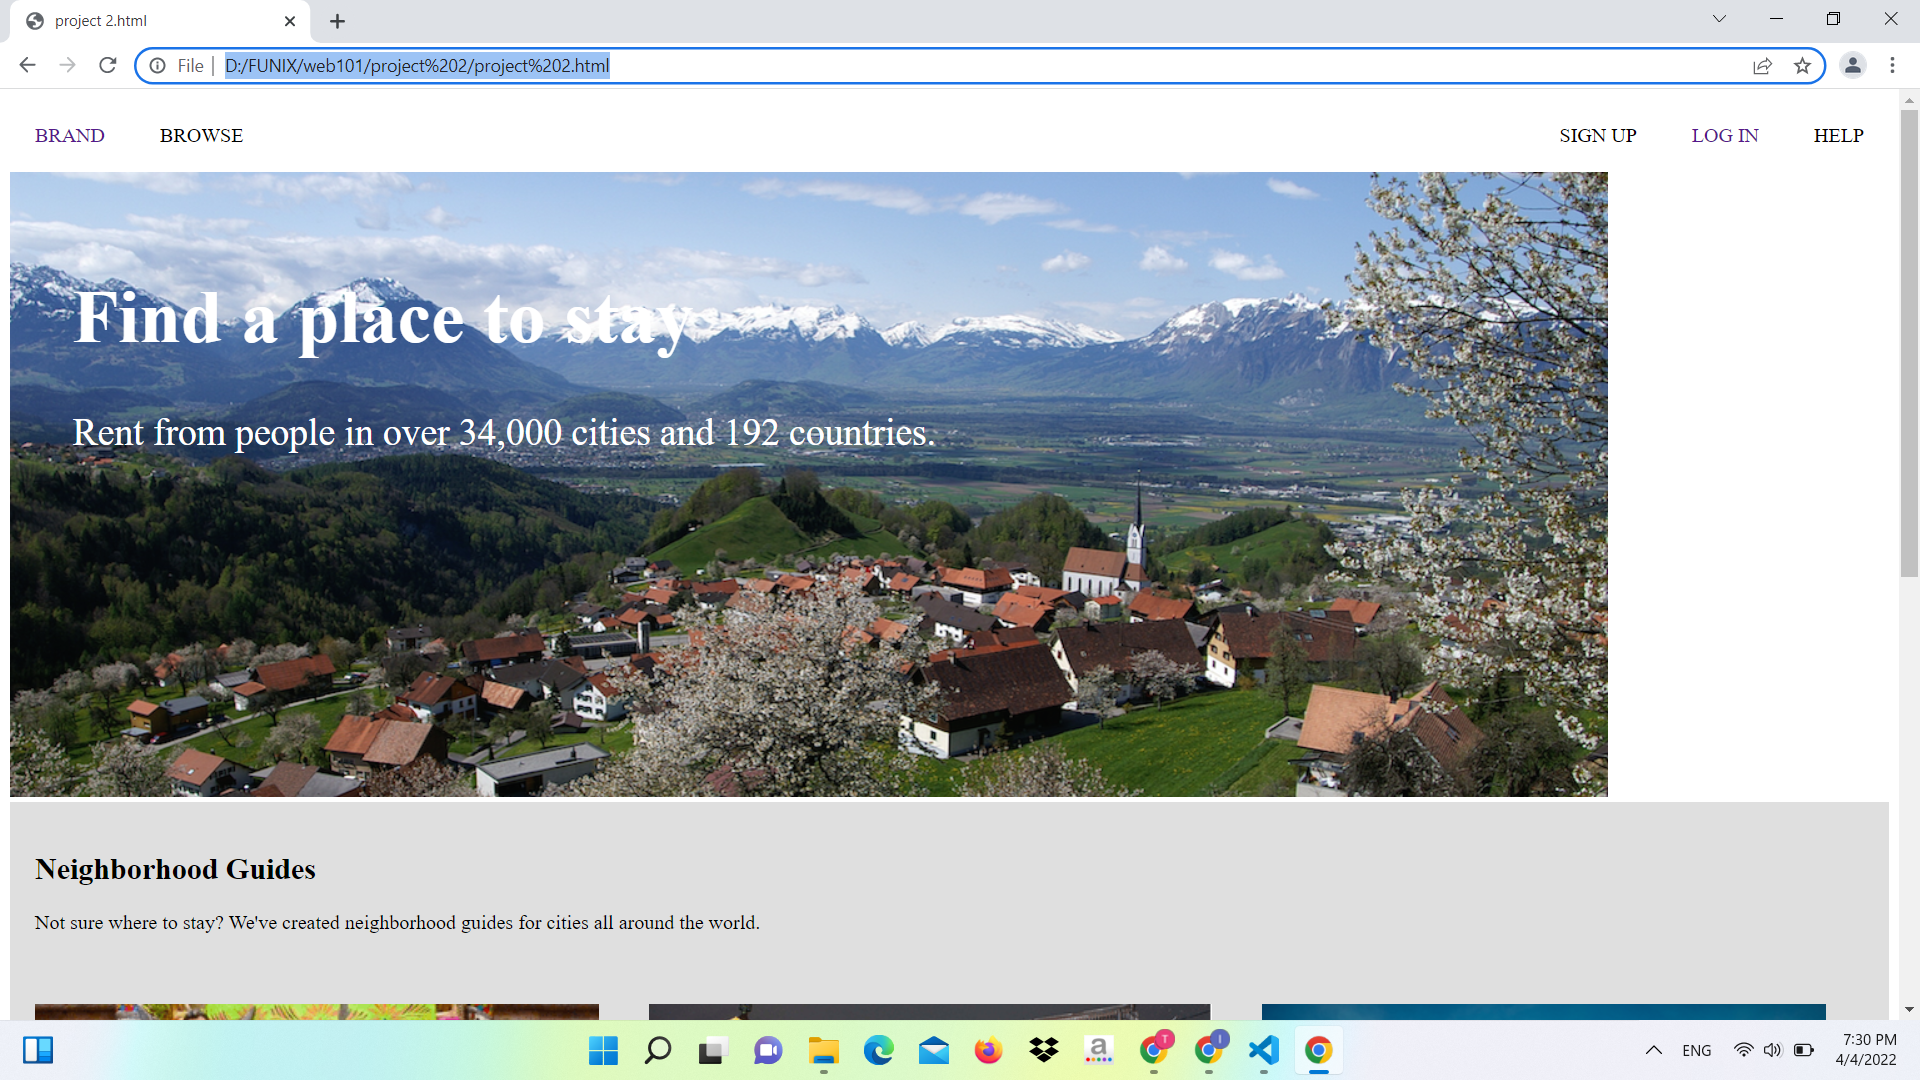 project 2.html
File
D:/FUNIX/web101/project%202/project%202.html
BRAND
BROWSE
SIGN UP
LOG IN
HELP
Find a place to stay
Rent from people in over 34,000 cities and 192 countries.
Neighborhood Guides
Not sure where to stay? We've created neighborhood guides for cities all around the world.
a
T
I
ENG
7:30 PM
4/4/2022